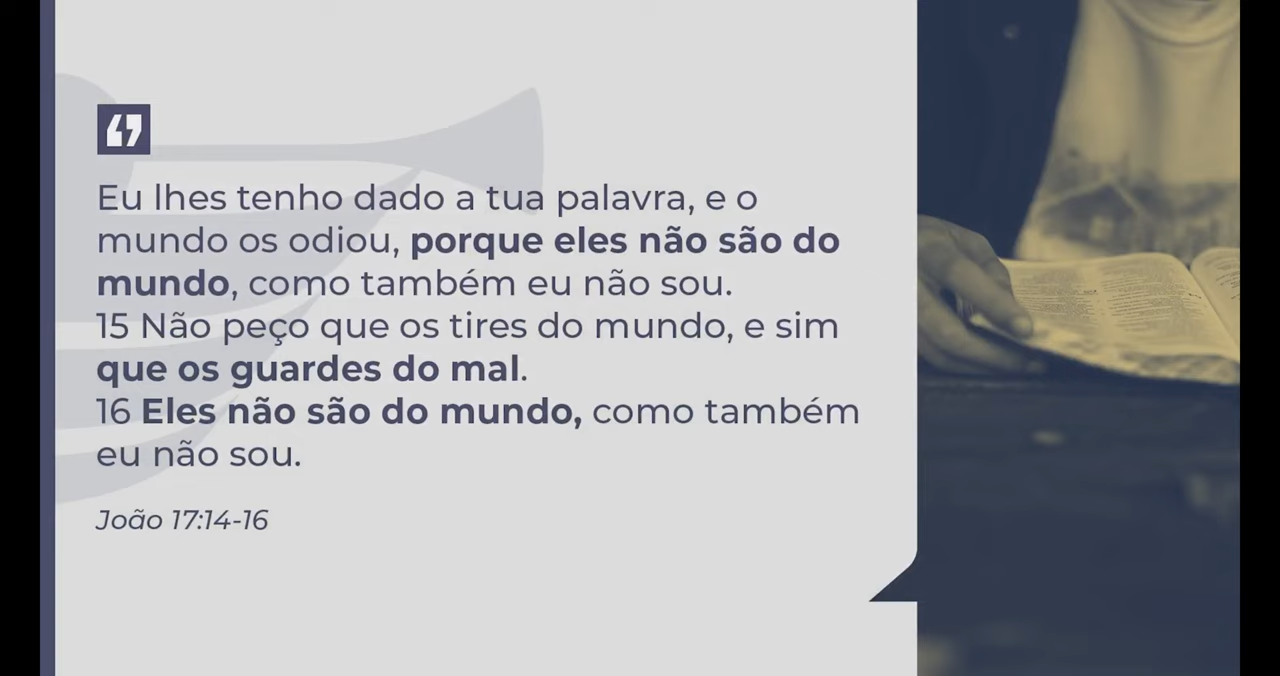 Eu lhes tenho dado a tua palavra, e o
mundo os odiou, porque eles não são do
mundo, como também eu não sou.
15 Não peço que os tires do mundo, e sim
que os guardes do mal.
16 Eles não são do mundo, como também
eu não sou.
João 17:14-16